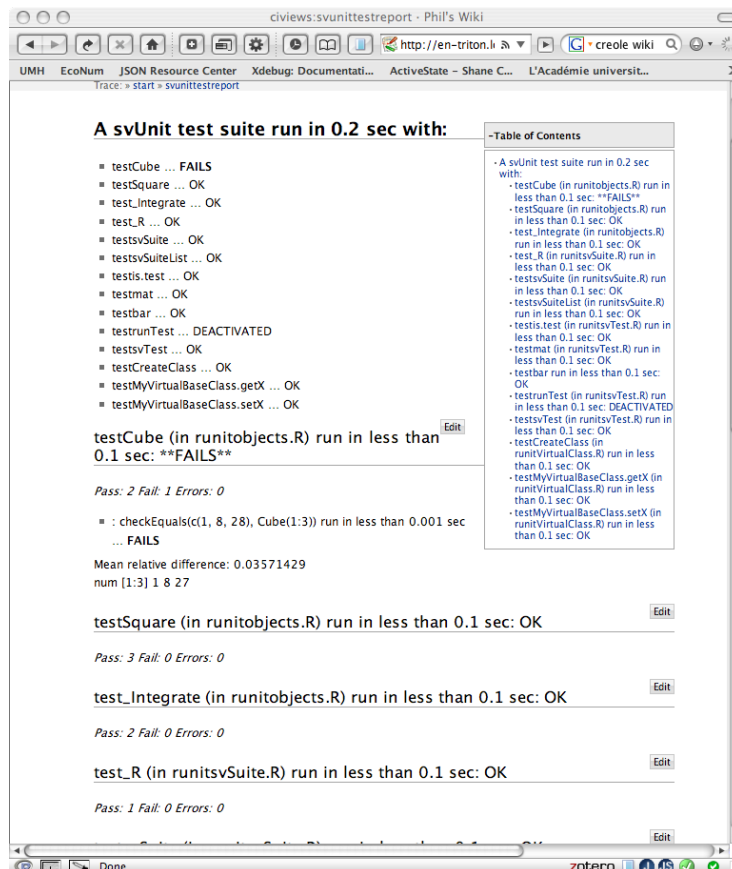 civiews:svunittestreport - Phil's Wiki
http://en-triton.l
creole wiki
UMH EcoNum JSON Resource Center Xdebug: Documentati... ActiveState - Shane C... L'Académie universit...
Trace: » start » svunittestreport
A svUnit test suite run in 0.2 sec with:
testCube ... FAILS
testSquare ... OK
test_Integrate ... OK
test_R ... OK
testsvSuite ... OK
testsvSuiteList ... OK
testis.test ... OK
testmat ... OK
testbar ... OK
testrunTest ... DEACTIVATED
testsvTest ... OK
testCreateClass ... OK
testMyVirtualBaseClass.getX ... OK
testMyVirtualBaseClass.setX ... OK
-Table of Contents
A svUnit test suite run in 0.2 sec
with:
testCube (in runitobjects.R) run in
less than 0.1 sec: **FAILS**
testSquare (in runitobjects.R) run
in less than 0.1 sec: OK
test_Integrate (in runitobjects.R)
run in less than 0.1 sec: OK
test_R (in runitsvSuite.R) run in
less than 0.1 sec: OK
testsvSuite (in runitsvSuite.R) run
in less than 0.1 sec: OK
testsvSuiteList (in runitsvSuite.R)
run in less than 0.1 sec: OK
testis.test (in runitsvTest.R) run in
less than 0.1 sec: OK
testmat (in runitsvTest.R) run in
less than 0.1 sec: OK
testbar run in less than 0.1 sec:
OK
testrunTest (in runitsvTest.R) run
in less than 0.1 sec: DEACTIVATED
testsvTest (in runitsvTest.R) run in
less than 0.1 sec: OK
testCreateClass (in
runitVirtualClass.R) run in less
than 0.1 sec: OK
testMyVirtualBaseClass.getX (in
runitVirtualClass.R) run in less
than 0.1 sec: OK
testMyVirtualBaseClass.setX (in
runitVirtualClass.R) run in less
than 0.1 sec: OK
Edit
testCube (in runitobjects.R) run in less than
0.1 sec: **FAILS**
Pass: 2 Fail: 1 Errors: 0
: checkEquals(c(1, 8, 28), Cube(1:3)) run in less than 0.001 sec
... FAILS
Mean relative difference: 0.03571429
num [1:3] 1 8 27
Edit
testSquare (in runitobjects.R) run in less than 0.1 sec: OK
Pass: 3 Fail: 0 Errors: 0
Edit
test_Integrate (in runitobjects.R) run in less than 0.1 sec: OK
Pass: 2 Fail: 0 Errors: 0
Edit
test_R (in runitsvSuite.R) run in less than 0.1 sec: OK
Pass: 1 Fail: 0 Errors: 0
Edit
Done
zotero